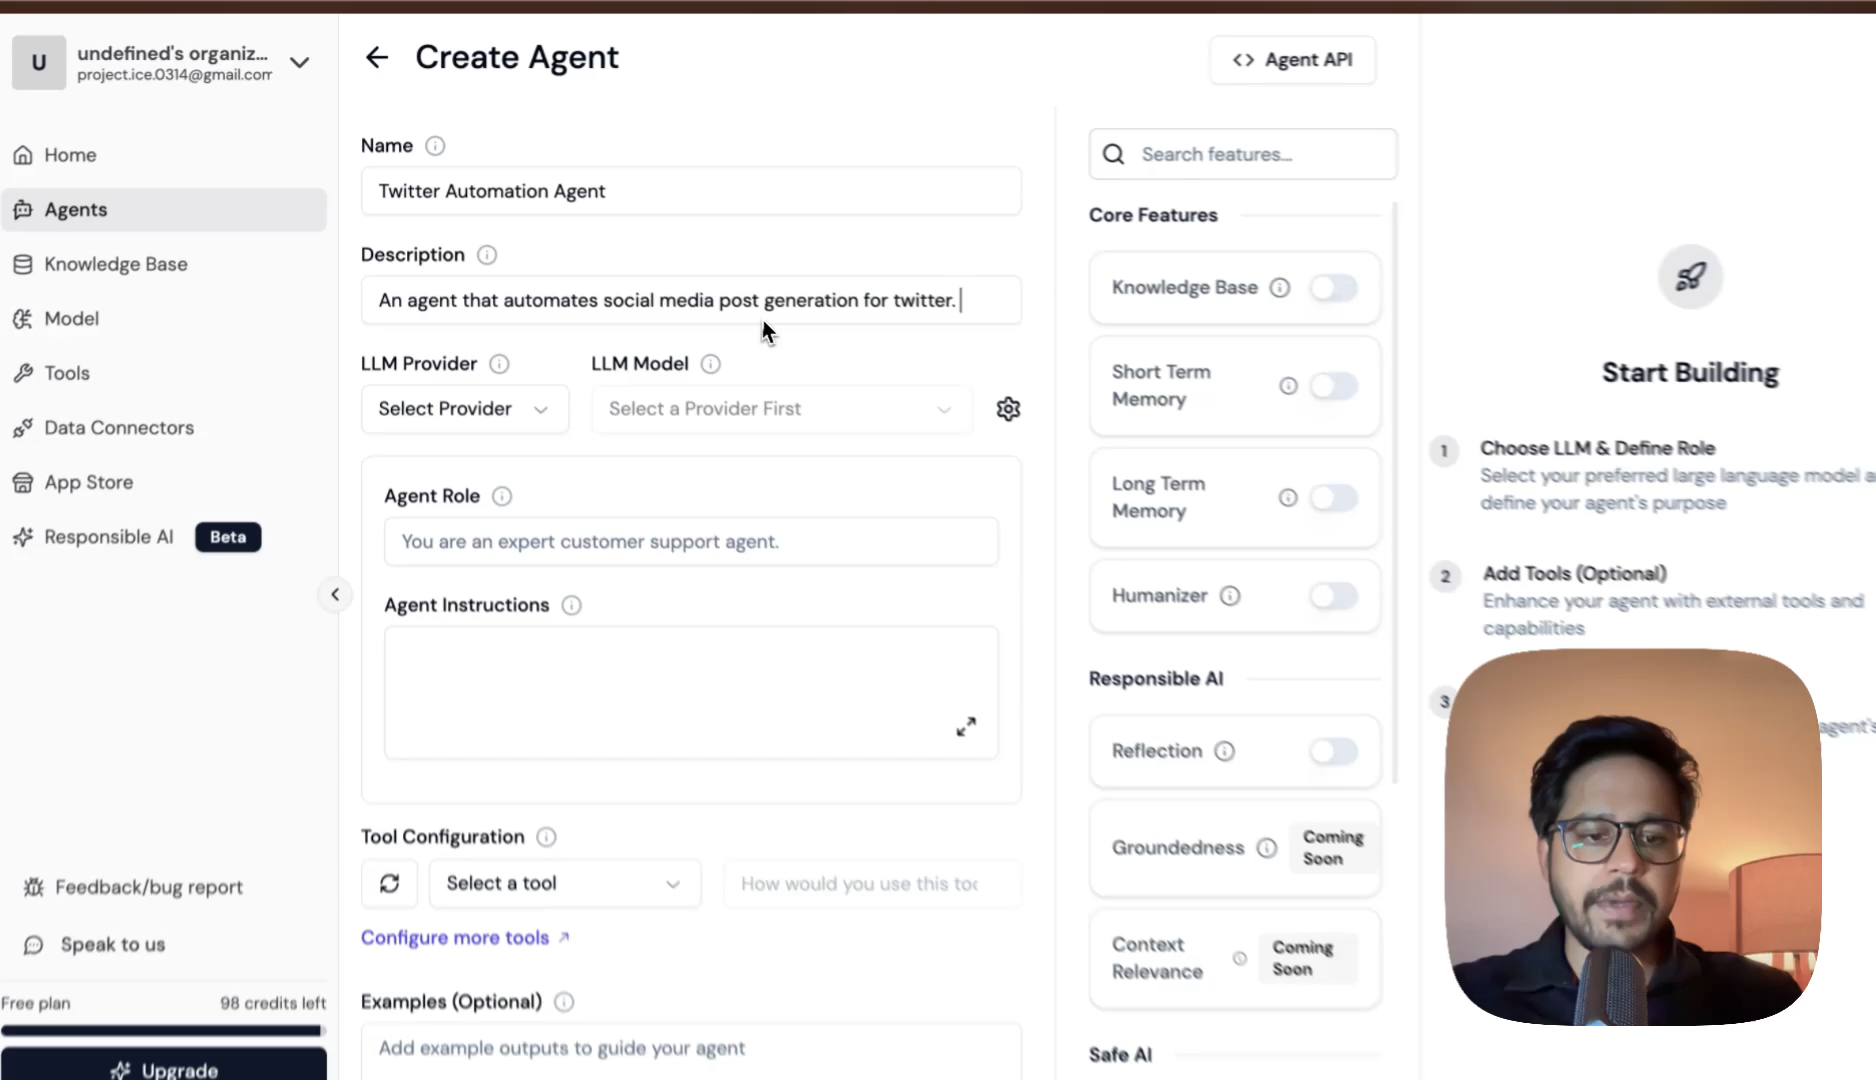 U
undefined's organiz...
project.ice.0314@gmail.com
Home
Agents
Knowledge Base
Model
Tools
Data Connectors
App Store
Responsible AI
Beta
Feedback/bug report
Speak to us
Free plan
98 credits left
Upgrade
Create Agent
Agent API
Name
Twitter Automation Agent
Description
An agent that automates social media post generation for twitter.
LLM Provider
LLM Model
Select Provider
Select a Provider First
Agent Role
You are an expert customer support agent.
Agent Instructions
Tool Configuration
Select a tool
How would you use this too
Configure more tools
Examples (Optional)
Add example outputs to guide your agent
Search features...
Core Features
Knowledge Base
Short Term
Memory
Long Term
Memory
Humanizer
Responsible AI
Reflection
Groundedness
Coming
Soon
Context
Relevance
Coming
Soon
Safe AI
Start Building
1
Choose LLM & Define Role
Select your preferred large language model a
define your agent's purpose
2
Add Tools (Optional)
Enhance your agent with external tools and
capabilities
3
agent's